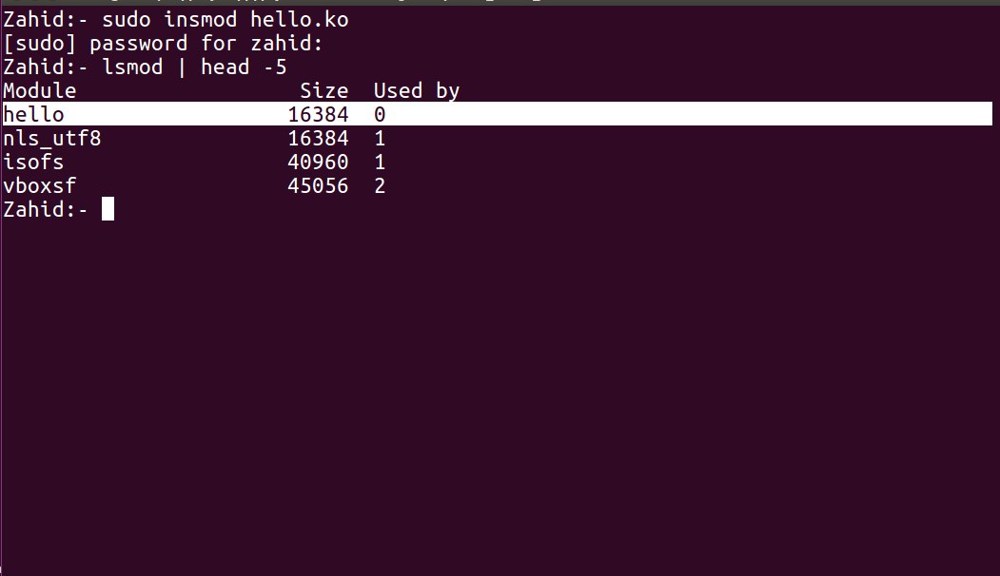 Zahid:- sudo insmod hello.ko
[sudo] password for zahid:
Zahid:- lsmod | head -5
Module                  Size  Used by
hello                  16384  0
nls_utf8               16384  1
isofs                  40960  1
vboxsf                 45056  2
Zahid:-